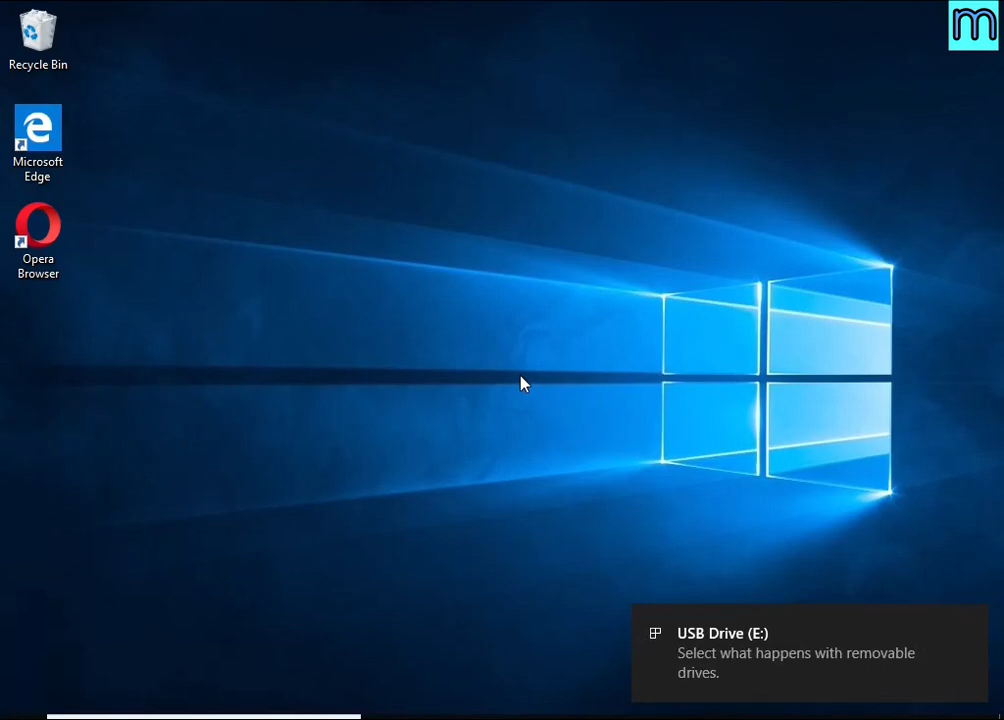 Recycle Bin
m
Microsoft
Edge
Opera
Browser
USB Drive (E:)
Select what happens with removable
drives.